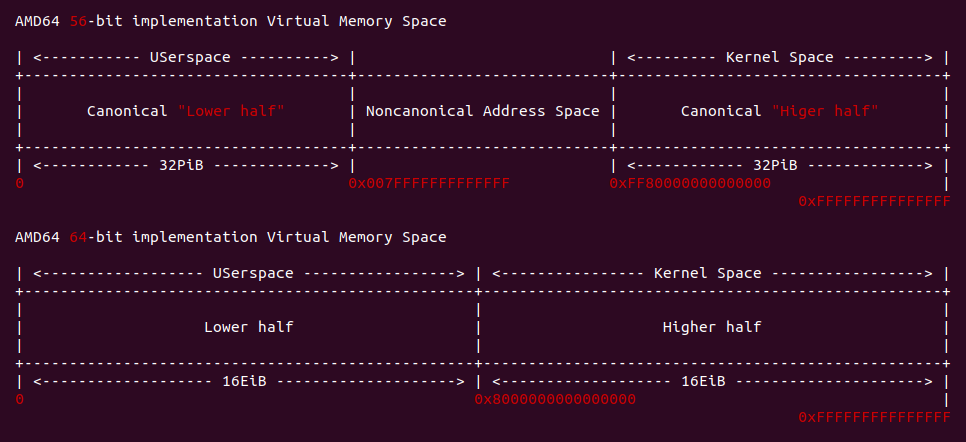 AMD64 56-bit implementation Virtual Memory Space
| <----------- USerspace ----------> |                            | <--------- Kernel Space ---------> |
+------------------------------------+----------------------------+------------------------------------+
|                                    |                            |                                    |
|       Canonical "Lower half"       | Noncanonical Address Space |       Canonical "Higer half"       |
|                                    |                            |                                    |
+------------------------------------+----------------------------+------------------------------------+
| <------------ 32PiB -------------> |                            | <------------ 32PiB -------------> |
0                                    0x007FFFFFFFFFFFFF           0xFF80000000000000                   |
                                                                                       0xFFFFFFFFFFFFFFF
AMD64 64-bit implementation Virtual Memory Space
| <------------------ USerspace -----------------> | <---------------- Kernel Space -----------------> |
+--------------------------------------------------+---------------------------------------------------+
|                                                  |                                                   |
|                    Lower half                    |                    Higher half                    |
|                                                  |                                                   |
+--------------------------------------------------+---------------------------------------------------+
| <------------------- 16EiB --------------------> | <------------------- 16EiB ---------------------> |
0                                                  0x8000000000000000                                  |
                                                                                       0xFFFFFFFFFFFFFFF